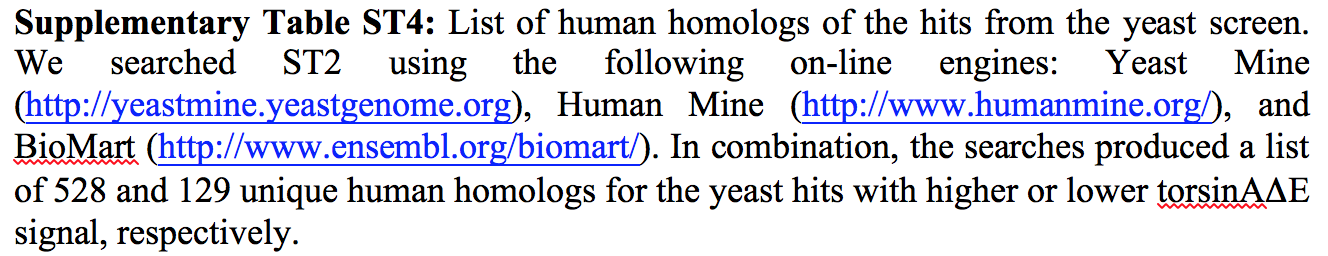 Supplementary Table ST4: List of human homologs of the hits from the yeast screen.
We searched ST2 using the following on-line engines: Yeast Mine
(http://yeastmine.yeastgenome.org), Human Mine (http://www.humanmine.org/), and
BioMart (http://www.ensembl.org/biomart/). In combination, the searches produced a list
of 528 and 129 unique human homologs for the yeast hits with higher or lower torsinAΔE
signal, respectively.